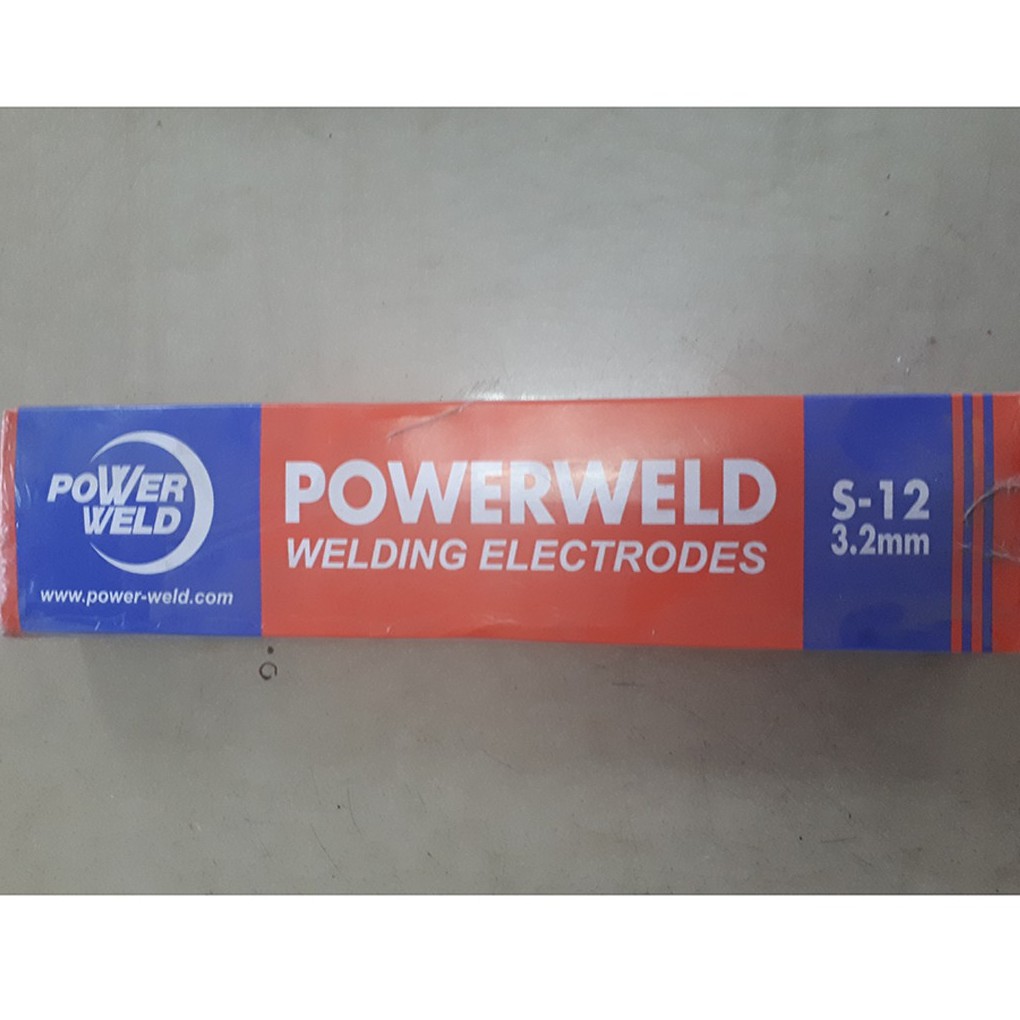 POWER
WELD
www.power-weld.com
POWERWELD
WELDING ELECTRODES
S-12
3.2mm